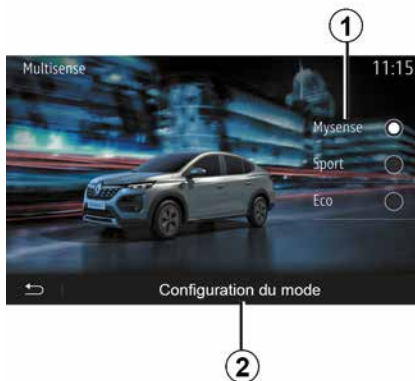 1
Multisense 11:15
Mysense
Sport
Eco
Configuration du mode
2